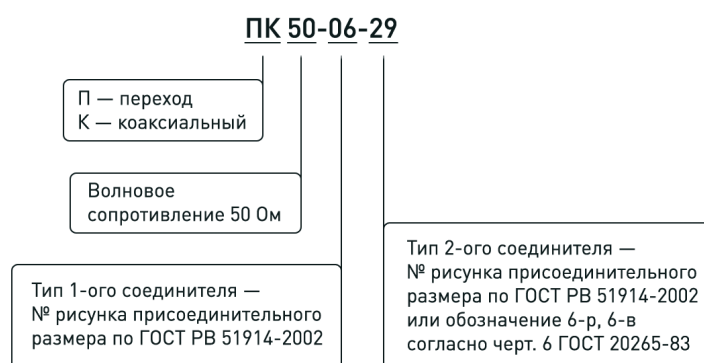 ПК 50-06-29
П — переход
К — коаксиальный
Волновое
сопротивление 50 Ом
Тип 1-ого соединителя —
№ рисунка присоединительного
размера по ГОСТ РВ 51914-2002
Тип 2-ого соединителя —
№ рисунка присоединительного
размера по ГОСТ РВ 51914-2002
или обозначение 6-р, 6-в
согласно черт. 6 ГОСТ 20265-83